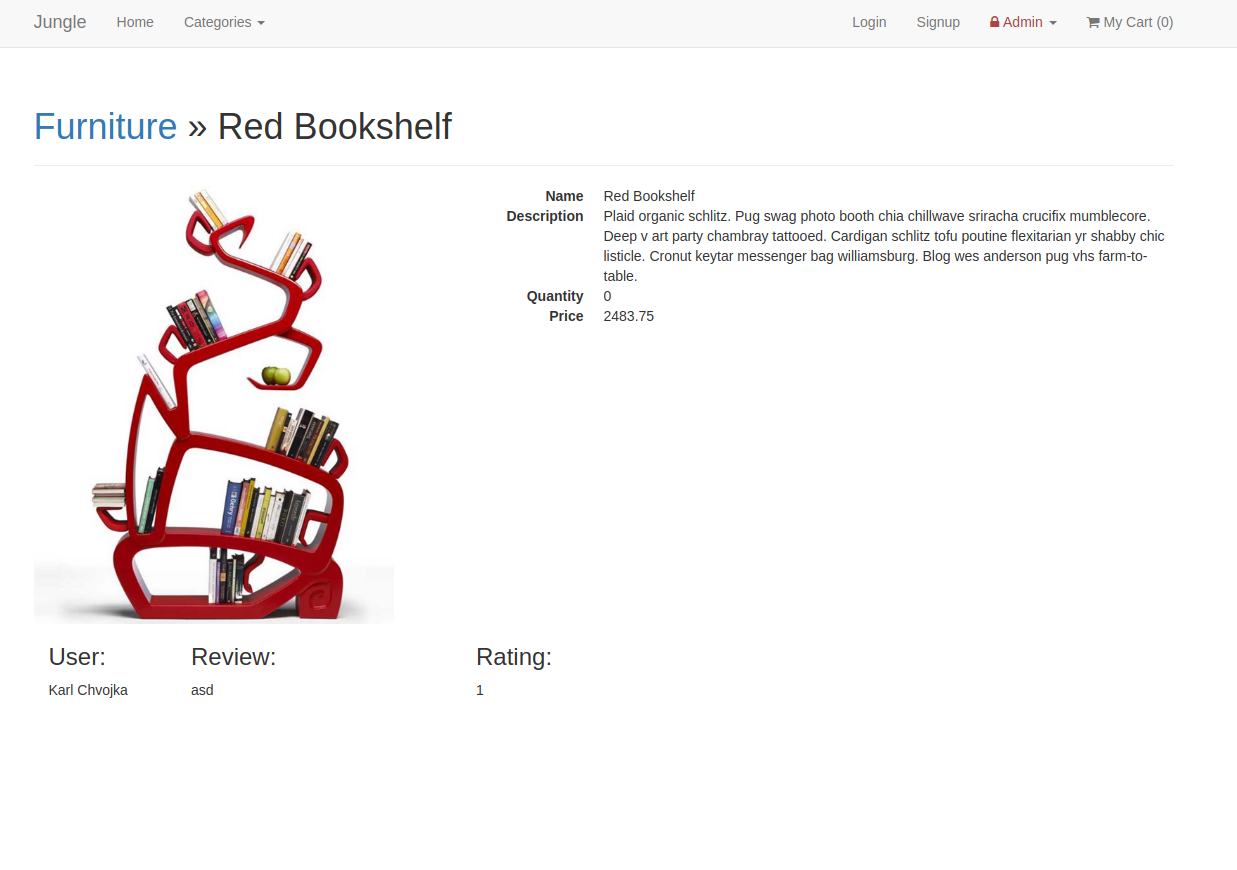 Jungle Home Categories Login Signup Admin My Cart (0)
Furniture » Red Bookshelf
Name Red Bookshelf
Description Plaid organic schlitz. Pug swag photo booth chia chillwave sriracha crucifix mumblecore.
Deep v art party chambray tattooed. Cardigan schlitz tofu poutine flexitarian yr shabby chic
listicle. Cronut keytar messenger bag williamsburg. Blog wes anderson pug vhs farm-to-
table.
Quantity 0
Price 2483.75
User: Review: Rating:
Karl Chvojka asd 1